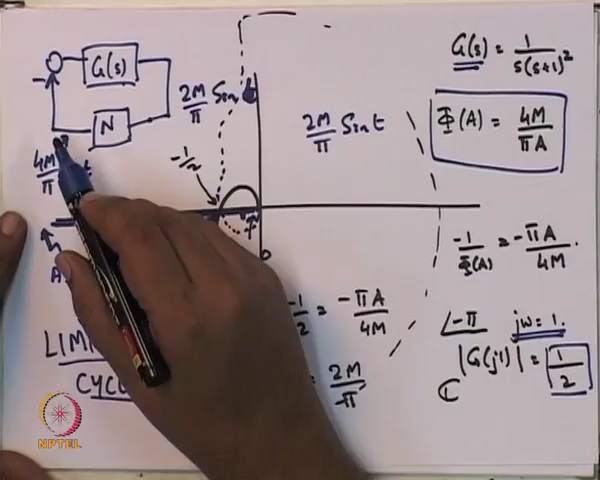 G(s)
N
−
4M/π t
2M/π Sin t
-1/2
2M/π Sin t
G(s) = 1/s(s+1)²
Φ(A) = 4M/πA
-1/Φ(A) = -πA/4M.
-1/2 = -πA/4M
= 2M/π
∠-π jω = 1.
|G(j1)| = 1/2
C
LIM
CYC
NPTEL